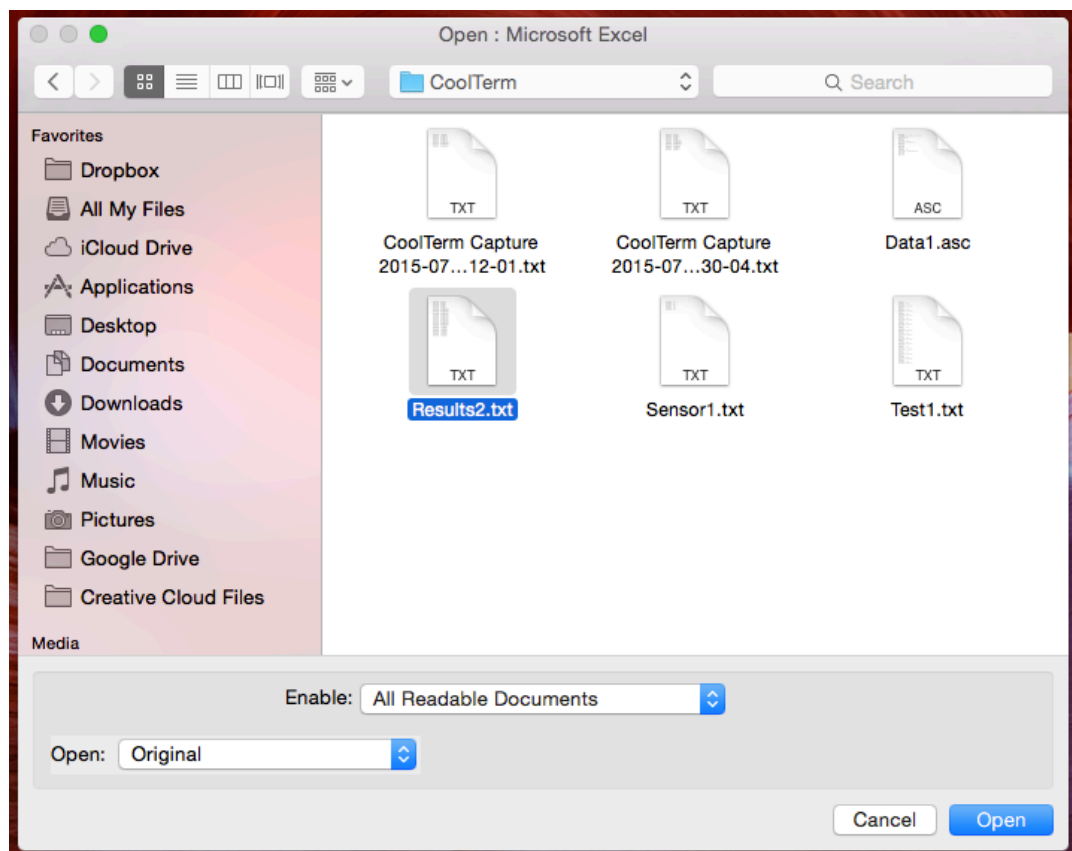 Open : Microsoft Excel
CoolTerm
Search
Favorites
Dropbox
All My Files
iCloud Drive
Applications
Desktop
Documents
Downloads
Movies
Music
Pictures
Google Drive
Creative Cloud Files
Media
TXT
TXT
ASC
CoolTerm Capture
2015-07...12-01.txt
CoolTerm Capture
2015-07...30-04.txt
Data1.asc
TXT
TXT
TXT
Results2.txt
Sensor1.txt
Test1.txt
Enable: All Readable Documents
Open: Original
Cancel
Open